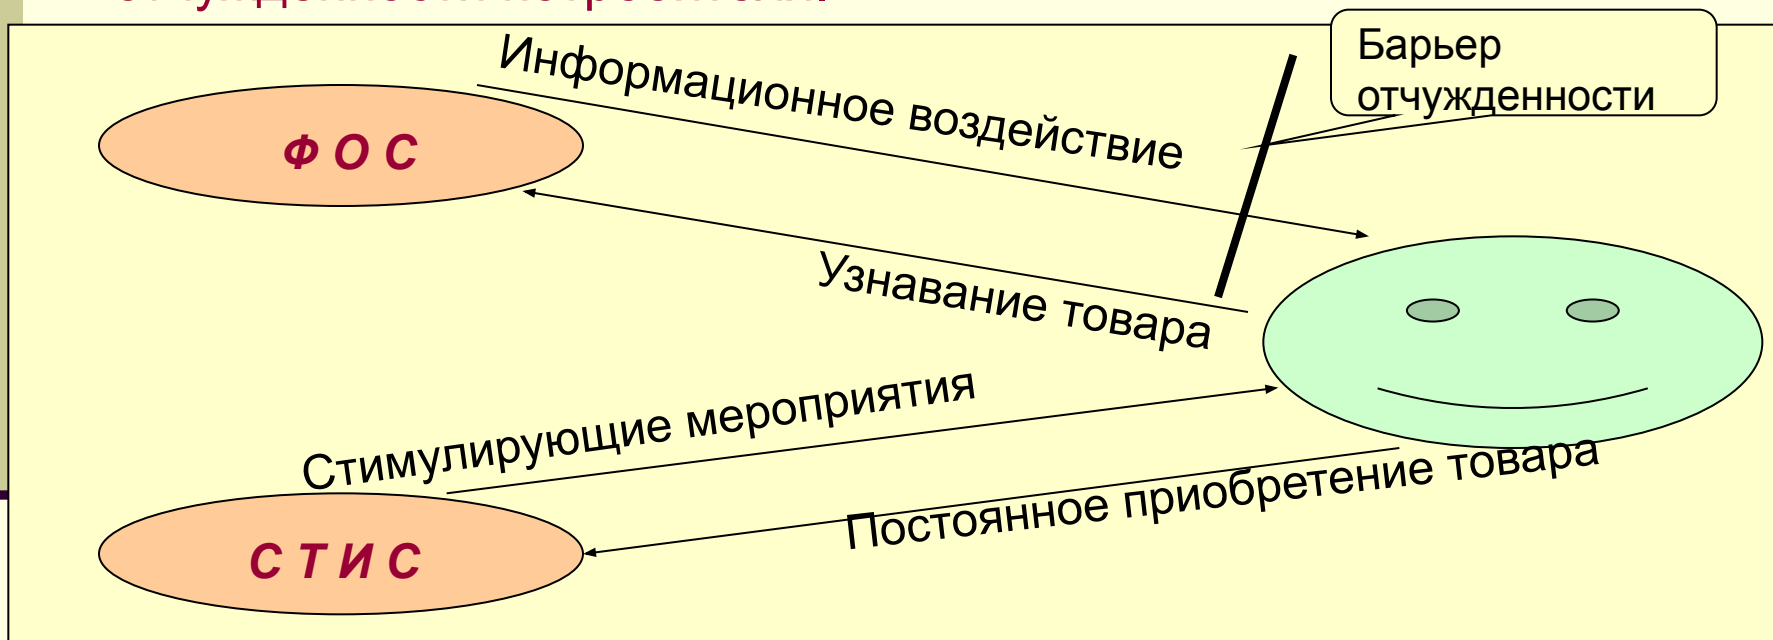 Барьер
отчужденности
Информационное воздействие
Ф О С
Узнавание товара
Стимулирующие мероприятия
Постоянное приобретение товара
С Т И С